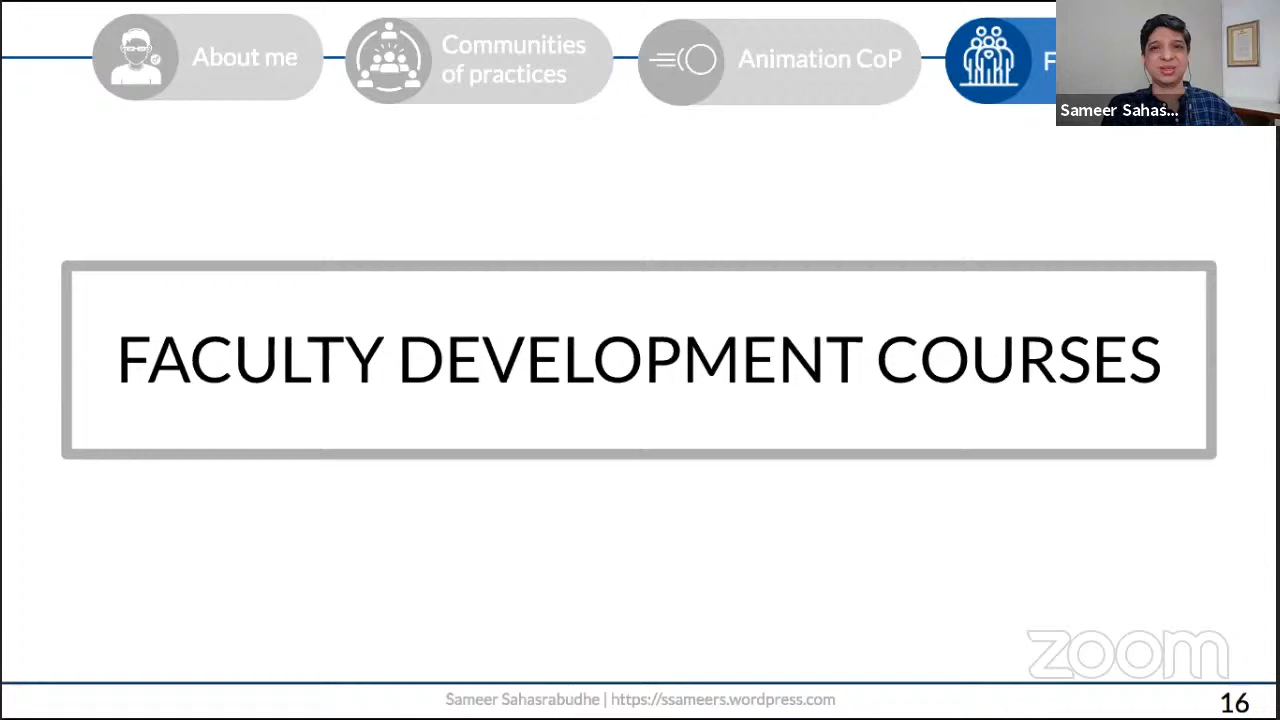 About me
Communities
of practices
Animation CoP
F
Sameer Sahas...
FACULTY DEVELOPMENT COURSES
zoom
Sameer Sahasrabudhe | https://ssameers.wordpress.com
16